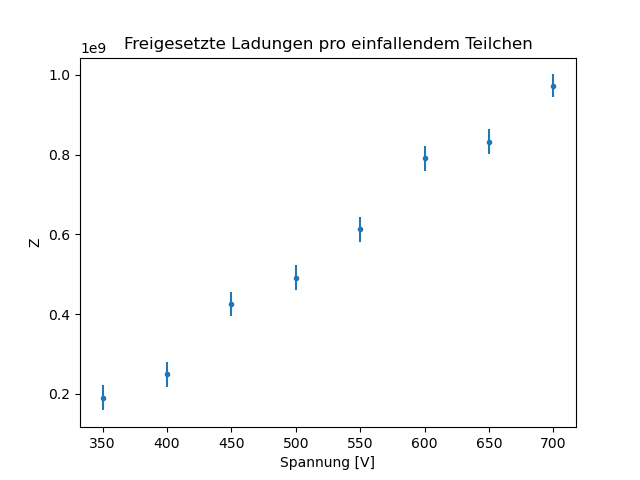 Freigesetzte Ladungen pro einfallendem Teilchen
1e9
1.0
0.8
0.6
0.4
0.2
Z
350 400 450 500 550 600 650 700
Spannung [V]